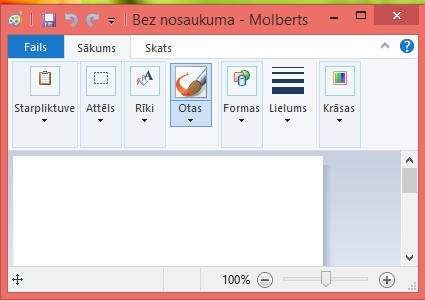 Bez nosaukuma - Molberts
Fails Sākums Skats
Starpliktuve Attēls Rīki Otas Formas Lielums Krāsas
100%